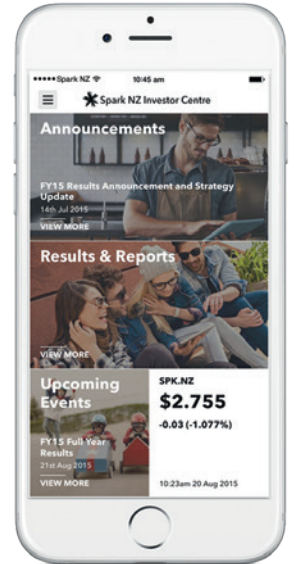 ●●●●● Spark NZ
10:45 am
Spark NZ Investor Centre
Announcements
FY15 Results Announcement and Strategy
Update
14th Jul 2015
VIEW MORE
Results & Reports
VIEW MORE
Upcoming
Events
FY15 Full Year
Results
21st Aug 2015
VIEW MORE
SPK.NZ
$2.755
-0.03 (-1.077%)
10:23am 20 Aug 2015